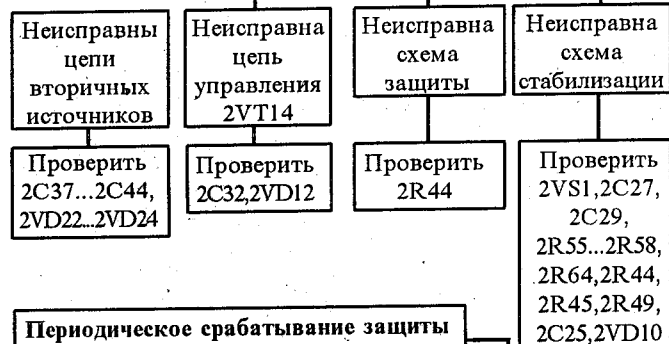 Неисправны
цепи
вторичных
источников
Неисправна
цепь
управления
2VT14
Неисправна
схема
защиты
Неисправна
схема
стабилизации
Проверить
2C37...2C44,
2VD22...2VD24
Проверить
2C32,2VD12
Проверить
2R44
Проверить
2VS1,2C27,
2C29,
2R55...2R58,
2R64,2R44,
2R45,2R49,
2C25,2VD10
Периодическое срабатывание защиты